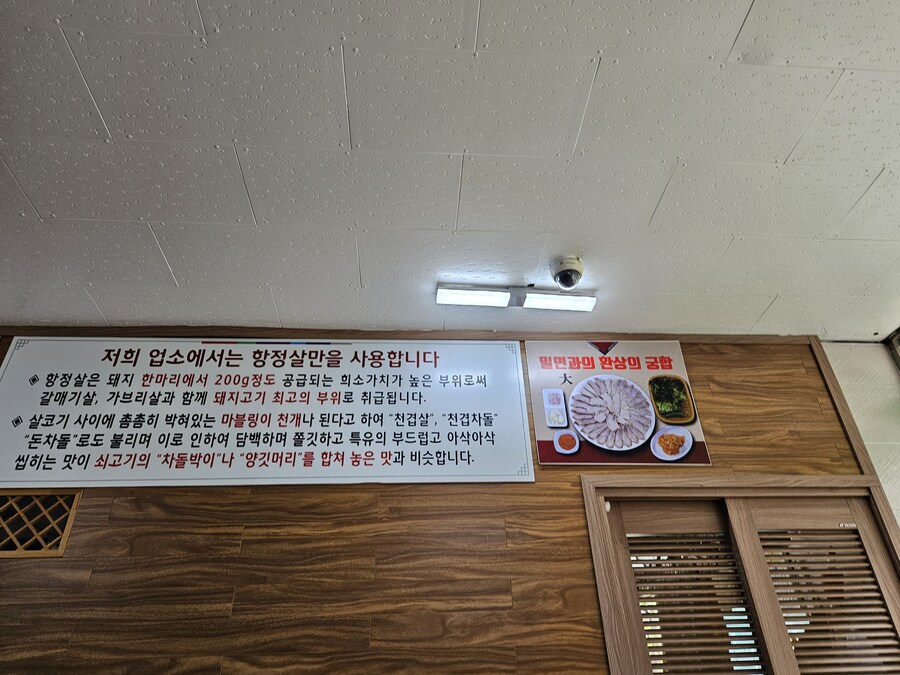 저희 업소에서는 항정살만을 사용합니다
◈ 항정살은 돼지 한마리에서 200g정도 공급되는 희소가치가 높은 부위로써
갈매기살, 가브리살과 함께 돼지고기 최고의 부위로 취급됩니다.
◈ 살코기 사이에 촘촘히 박혀있는 마블링이 천개나 된다고 하여 "천겹살", "천겹차돌"
"돈차돌"로도 불리며 이로 인하여 담백하며 쫄깃하고 특유의 부드럽고 아삭아삭
씹히는 맛이 쇠고기의 "차돌박이"나 "양깃머리"를 합쳐 놓은 맛과 비슷합니다.
밀면과의 환상의 궁합
大